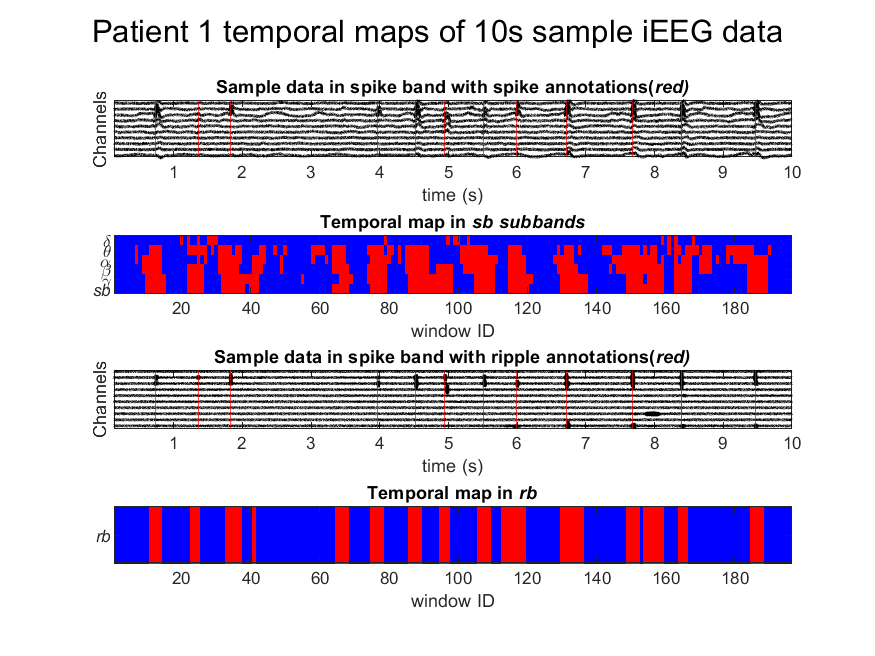 Patient 1 temporal maps of 10s sample iEEG data
Sample data in spike band with spike annotations(red)
Channels
1 2 3 4 5 6 7 8 9 10
time (s)
Temporal map in sb subbands
δ
θ
α
β
γ
sb
20 40 60 80 100 120 140 160 180
window ID
Sample data in spike band with ripple annotations(red)
Channels
1 2 3 4 5 6 7 8 9 10
time (s)
Temporal map in rb
rb
20 40 60 80 100 120 140 160 180
window ID